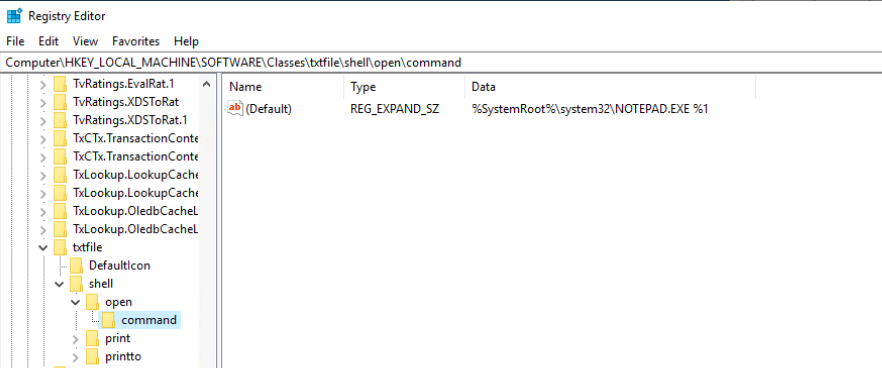 Registry Editor
File Edit View Favorites Help
Computer\HKEY_LOCAL_MACHINE\SOFTWARE\Classes\txtfile\shell\open\command
TvRatings.EvalRat.1
TvRatings.XDSToRat
TvRatings.XDSToRat.1
TxCTx.TransactionConte
TxCTx.TransactionConte
TxLookup.LookupCache
TxLookup.LookupCache
TxLookup.OledbCacheL
TxLookup.OledbCacheL
txtfile
DefaultIcon
shell
open
command
print
printto
Name Type Data
ab (Default) REG_EXPAND_SZ %SystemRoot%\system32\NOTEPAD.EXE %1